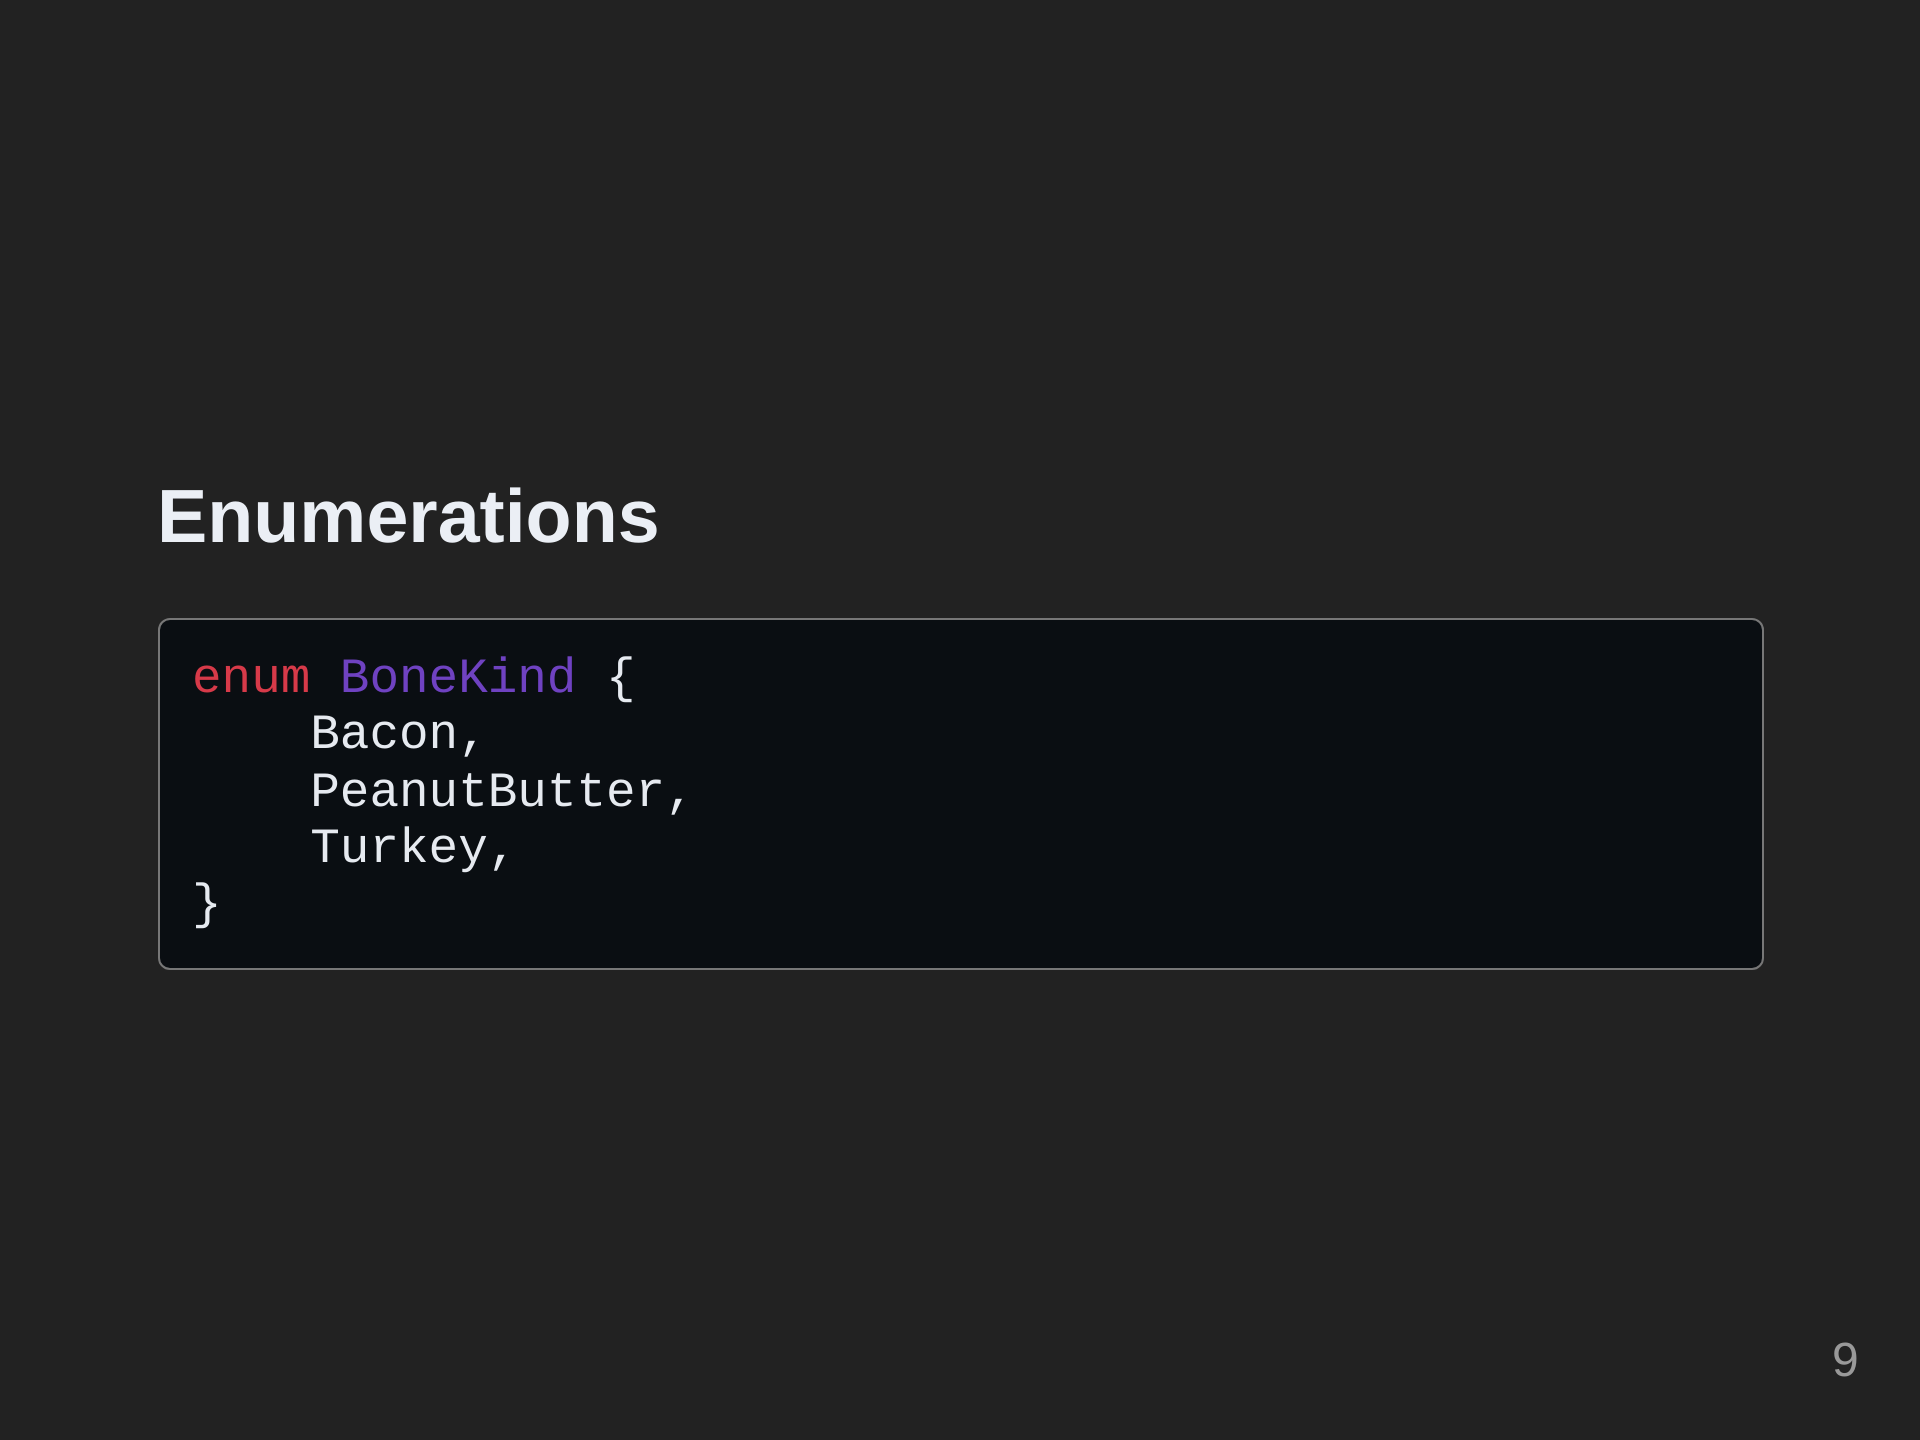 Enumerations
enum BoneKind {
    Bacon,
    PeanutButter,
    Turkey,
}
9